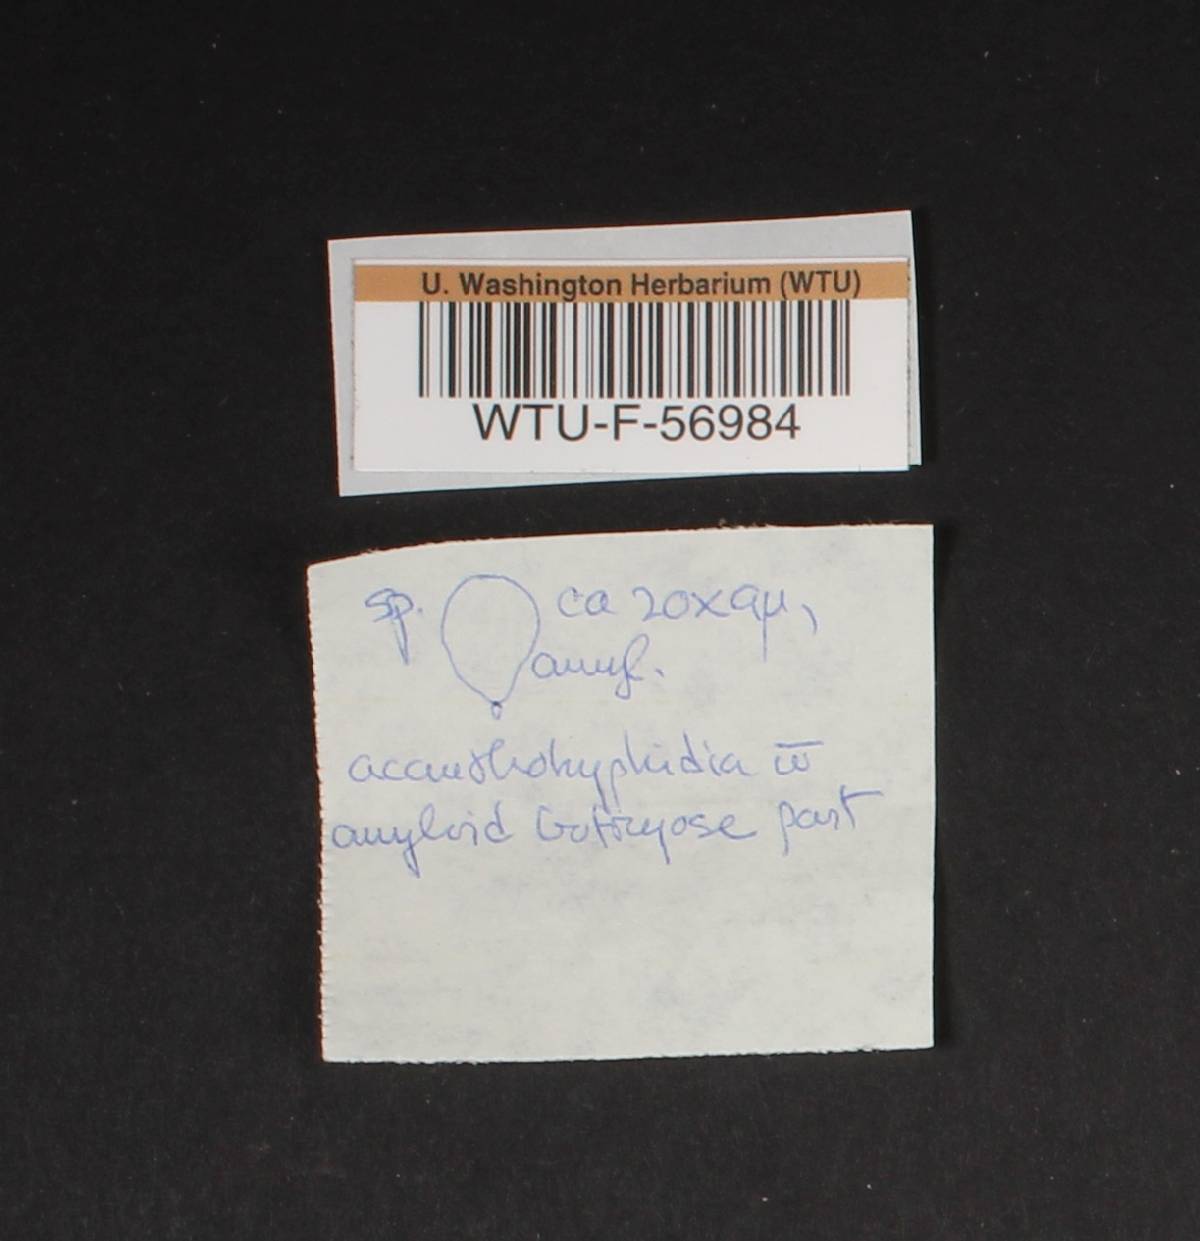 U. Washington Herbarium (WTU)
WTU-F-56984
sp. ca 20x9µ,
amyl.
acanthohyphidia w̅
amyloid botryose part